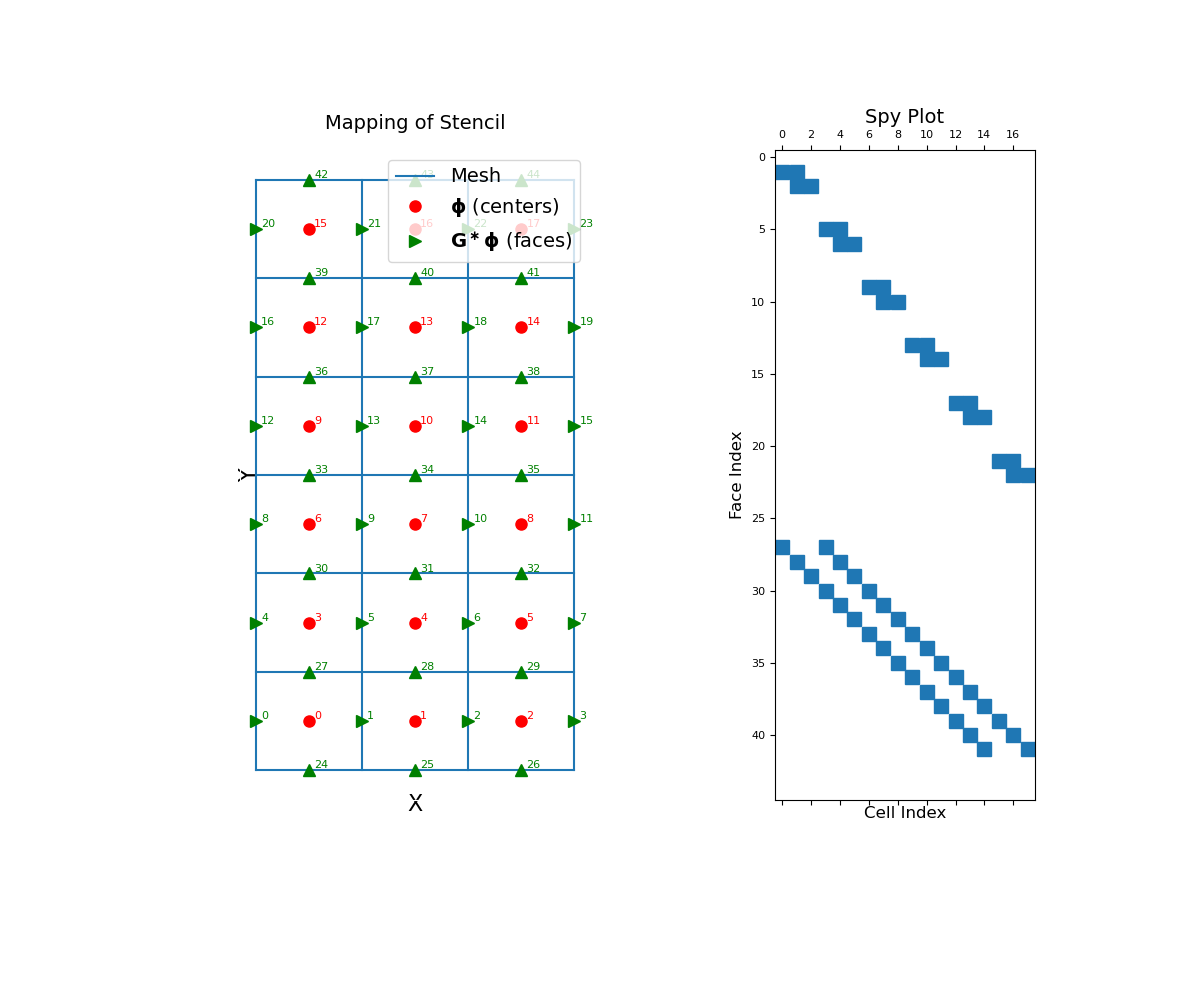 Mapping of Stencil
42 43 44
Mesh
20 15 21 16 22 17 23
ϕ (centers)
G * ϕ (faces)
39 40 41
16 12 17 13 18 14 19
36 37 38
12 9 13 10 14 11 15
33 34 35
Y
8 6 9 7 10 8 11
30 31 32
4 3 5 4 6 5 7
27 28 29
0 0 1 1 2 2 3
24 25 26
X
Spy Plot
0 2 4 6 8 10 12 14 16
0
5
10
15
20
25
30
35
40
Face Index
Cell Index